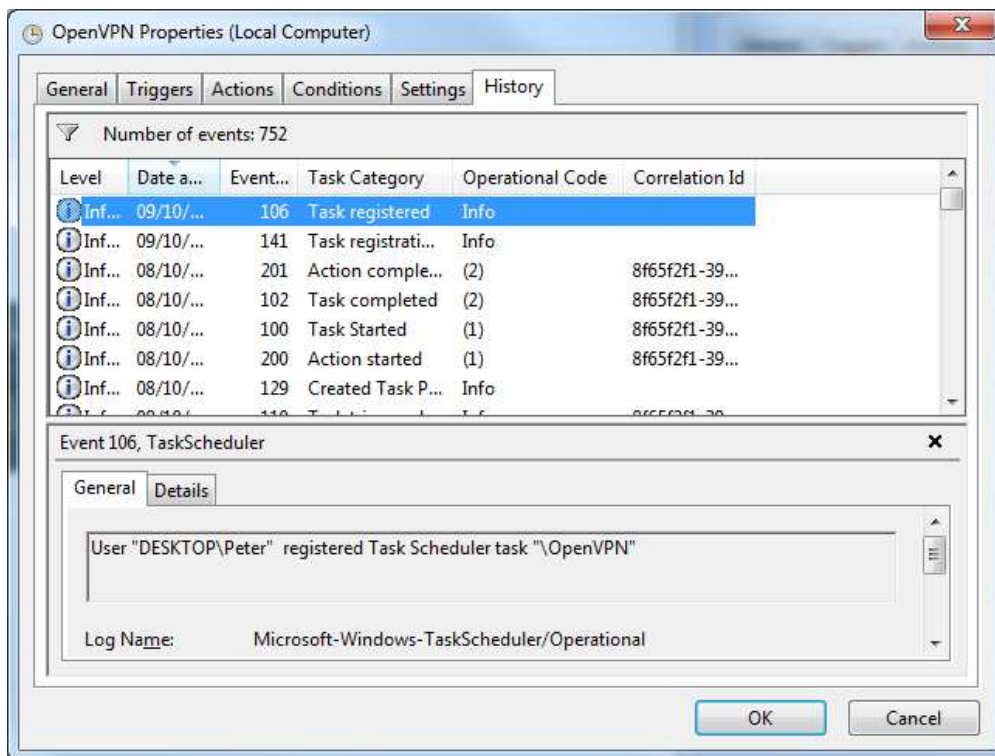 OpenVPN Properties (Local Computer)
General Triggers Actions Conditions Settings History
Number of events: 752
Level Date a... Event... Task Category Operational Code Correlation Id
Inf... 09/10/... 106 Task registered Info
Inf... 09/10/... 141 Task registrati... Info
Inf... 08/10/... 201 Action comple... (2) 8f65f2f1-39...
Inf... 08/10/... 102 Task completed (2) 8f65f2f1-39...
Inf... 08/10/... 100 Task Started (1) 8f65f2f1-39...
Inf... 08/10/... 200 Action started (1) 8f65f2f1-39...
Inf... 08/10/... 129 Created Task P... Info
Event 106, TaskScheduler
General Details
User "DESKTOP\Peter" registered Task Scheduler task "\OpenVPN"
Log Name: Microsoft-Windows-TaskScheduler/Operational
OK Cancel